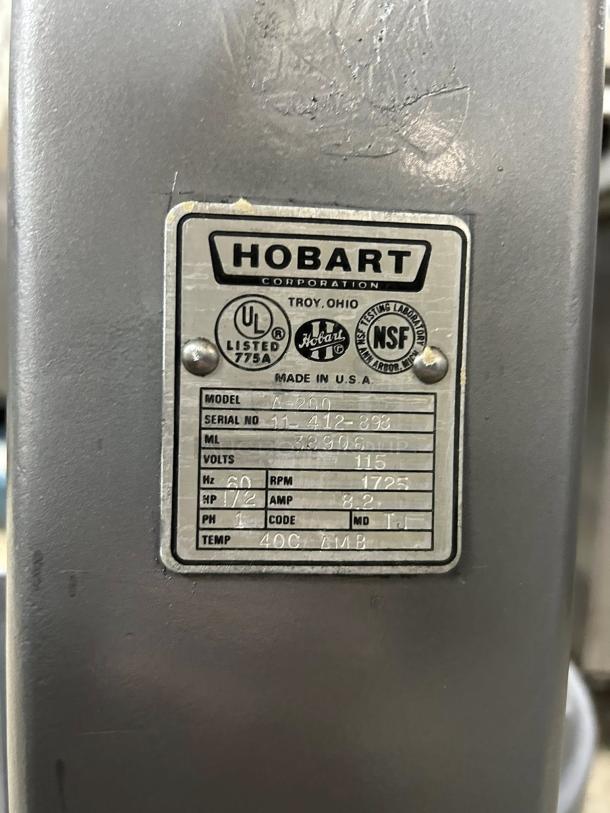 HOBART
CORPORATION
TROY, OHIO
UL ®
LISTED
775A
Hobart
NSF TESTING LABORATORY
NSF
ANN ARBOR, MICH
MADE IN U.S.A.
MODEL A-200
SERIAL NO 11-412-898
ML 32906
VOLTS 115
Hz 60 RPM 1725
HP 1/2 AMP 8.2
PH 1 CODE MD TJ
TEMP 40C AMB